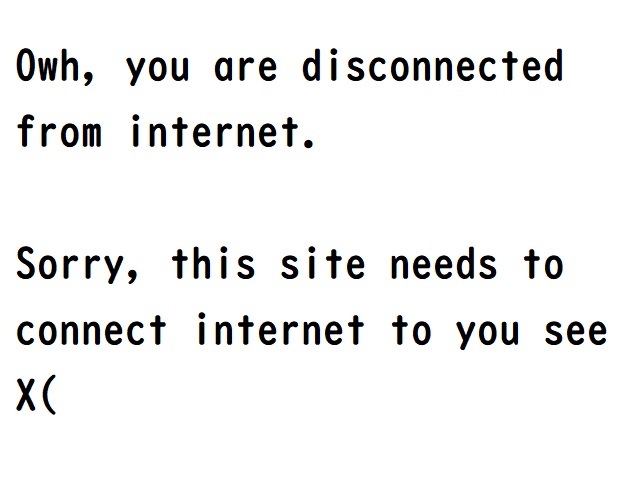 Owh, you are disconnected
from internet.
Sorry, this site needs to
connect internet to you see
X(